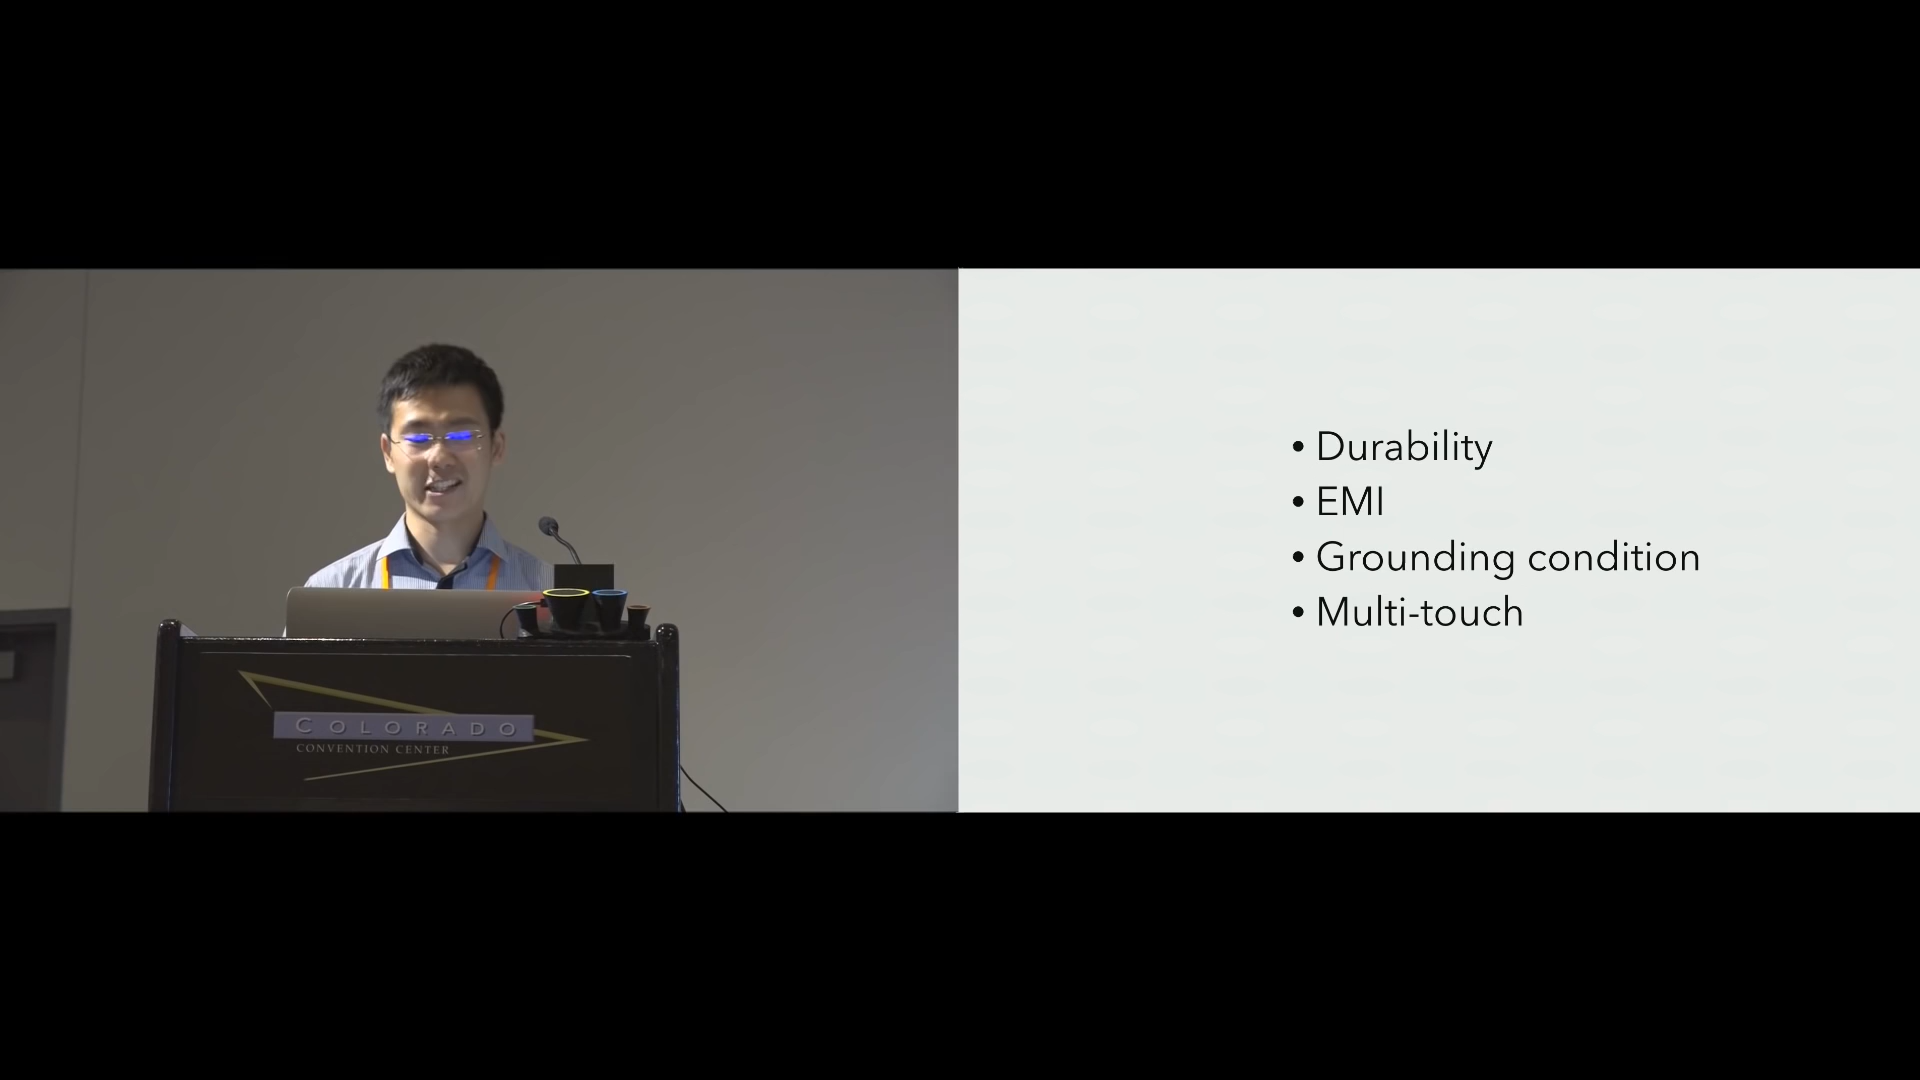 COLORADO
CONVENTION CENTER
• Durability
• EMI
• Grounding condition
• Multi-touch